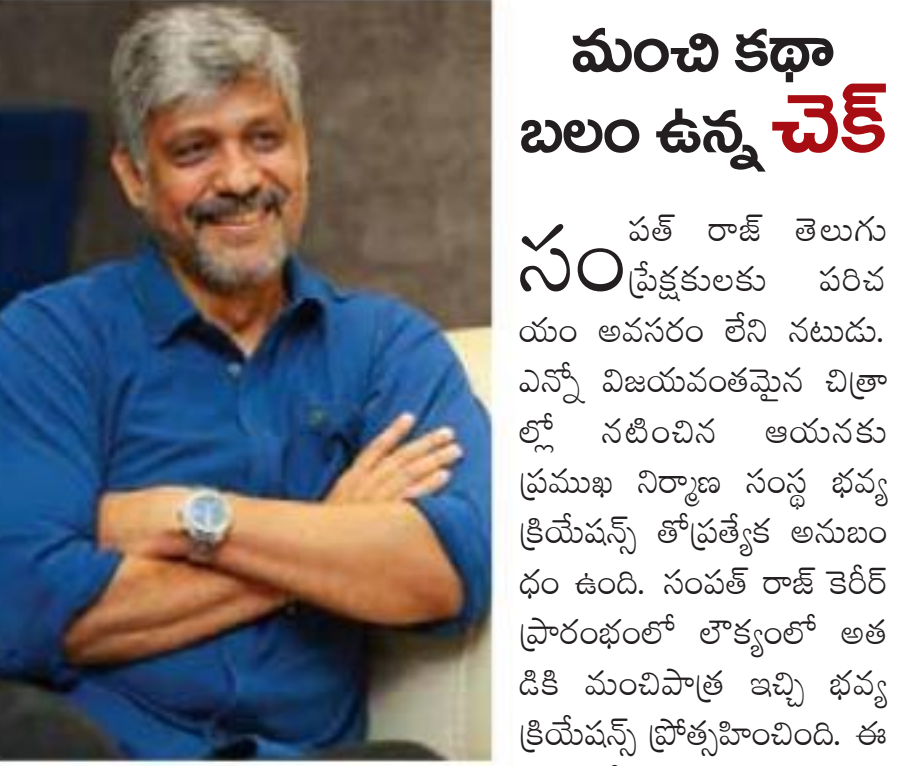 మంచి కథా
బలం ఉన్న చెక్
సంపత్ రాజ్ తెలుగు
ప్రేక్షకులకు పరిచ
యం అవసరం లేని నటుడు.
ఎన్నో విజయవంతమైన చిత్రా
ల్లో నటించిన ఆయనకు
ప్రముఖ నిర్మాణ సంస్థ భవ్య
క్రియేషన్స్ తోప్రత్యేక అనుబం
ధం ఉంది. సంపత్ రాజ్ కెరీర్
ప్రారంభంలో లౌక్యంలో అత
డికి మంచిపాత్ర ఇచ్చి భవ్య
క్రియేషన్స్ ప్రోత్సహించింది. ఈ